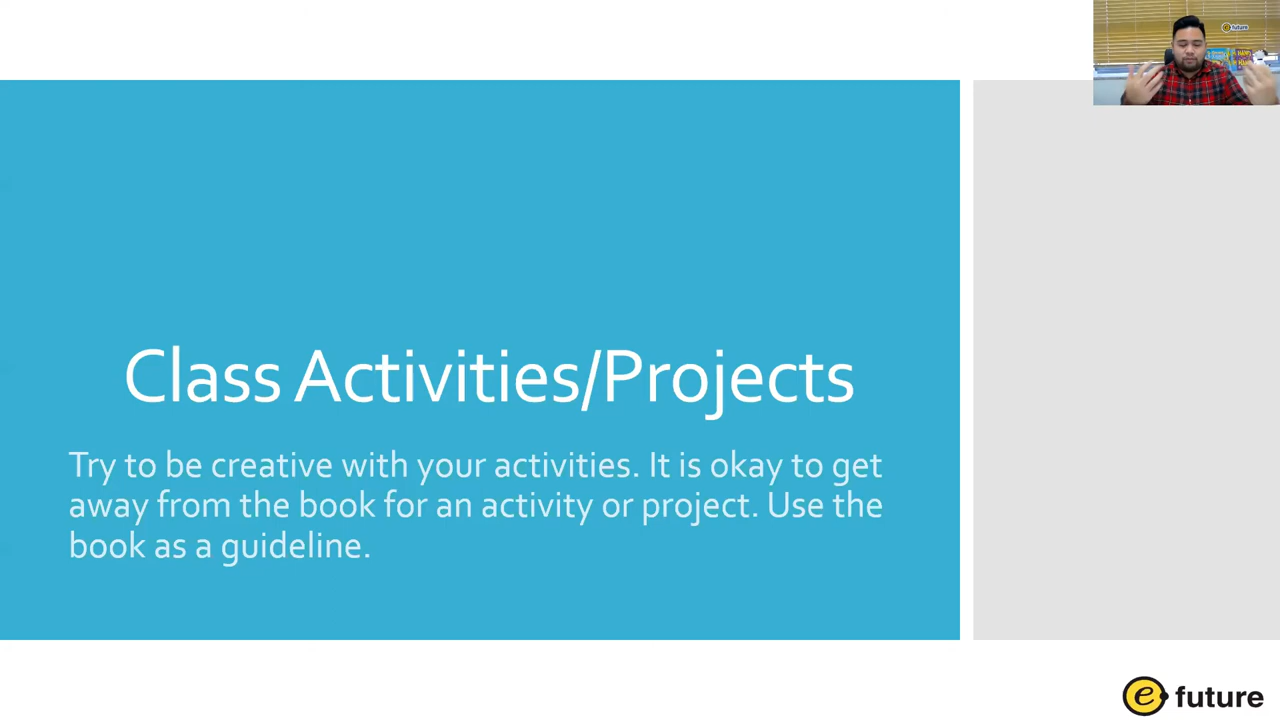 e future
Class Activities/Projects
Try to be creative with your activities. It is okay to get
away from the book for an activity or project. Use the
book as a guideline.
e future